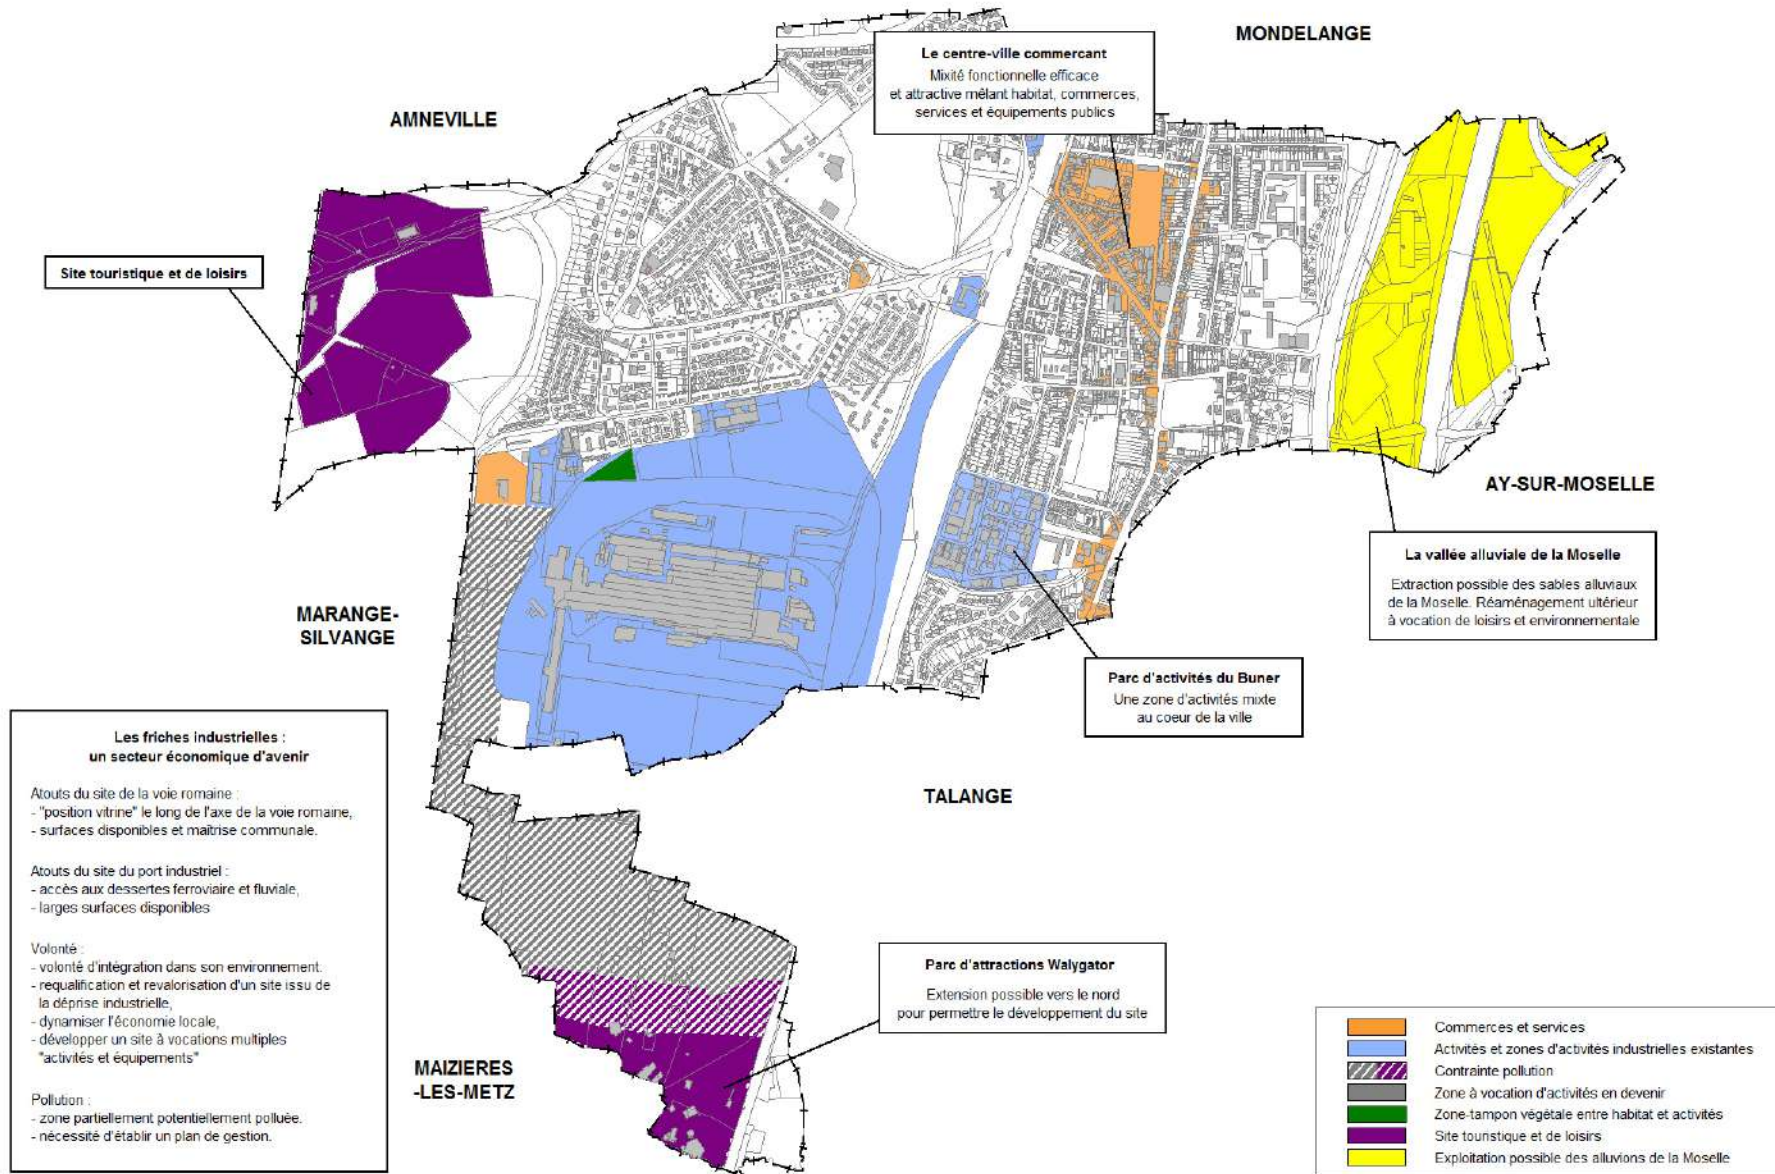 MONDELANGE
Le centre-ville commercant
Mixité fonctionnelle efficace
et attractive mêlant habitat, commerces,
services et équipements publics
AMNEVILLE
Site touristique et de loisirs
AY-SUR-MOSELLE
La vallée alluviale de la Moselle
Extraction possible des sables alluviaux
de la Moselle. Réaménagement ultérieur
à vocation de loisirs et environnementale
MARANGE-
SILVANGE
Parc d'activités du Buner
Une zone d'activités mixte
au coeur de la ville
TALANGE
Les friches industrielles :
un secteur économique d'avenir
Atouts du site de la voie romaine :
- "position vitrine" le long de l'axe de la voie romaine,
- surfaces disponibles et maîtrise communale.
Atouts du site du port industriel :
- accès aux dessertes ferroviaire et fluviale,
- larges surfaces disponibles
Volonté :
- volonté d'intégration dans son environnement.
- requalification et revalorisation d'un site issu de
la déprise industrielle,
- dynamiser l'économie locale,
- développer un site à vocations multiples
"activités et équipements"
Pollution :
- zone partiellement potentiellement polluée.
- nécessité d'établir un plan de gestion.
Parc d'attractions Walygator
Extension possible vers le nord
pour permettre le développement du site
MAIZIERES
-LES-METZ
Commerces et services
Activités et zones d'activités industrielles existantes
Contrainte pollution
Zone à vocation d'activités en devenir
Zone-tampon végétale entre habitat et activités
Site touristique et de loisirs
Exploitation possible des alluvions de la Moselle